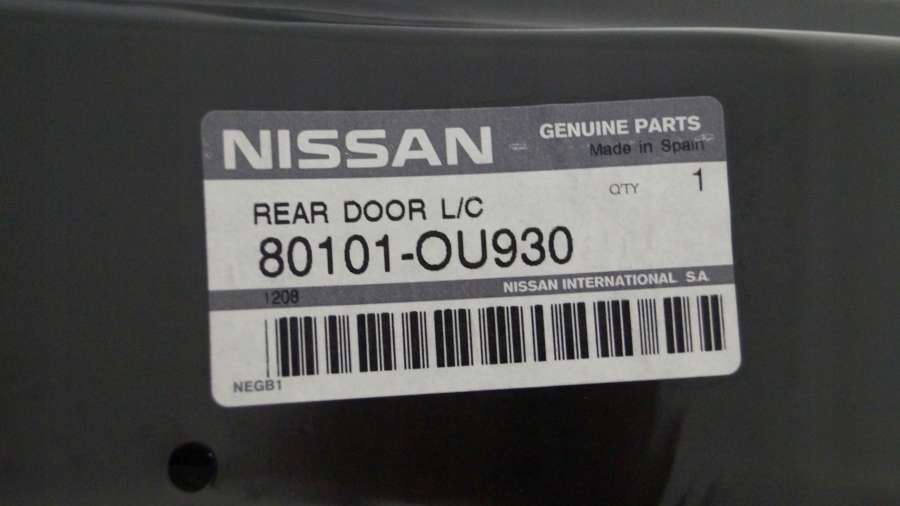 NISSAN
GENUINE PARTS
Made in Spain
Q'TY 1
REAR DOOR L/C
80101-OU930
NISSAN INTERNATIONAL S.A.
1208
NEGB1